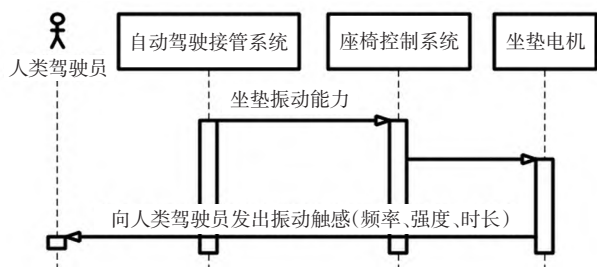 自动驾驶接管系统
座椅控制系统
坐垫电机
人类驾驶员
坐垫振动能力
向人类驾驶员发出振动触感(频率、强度、时长)